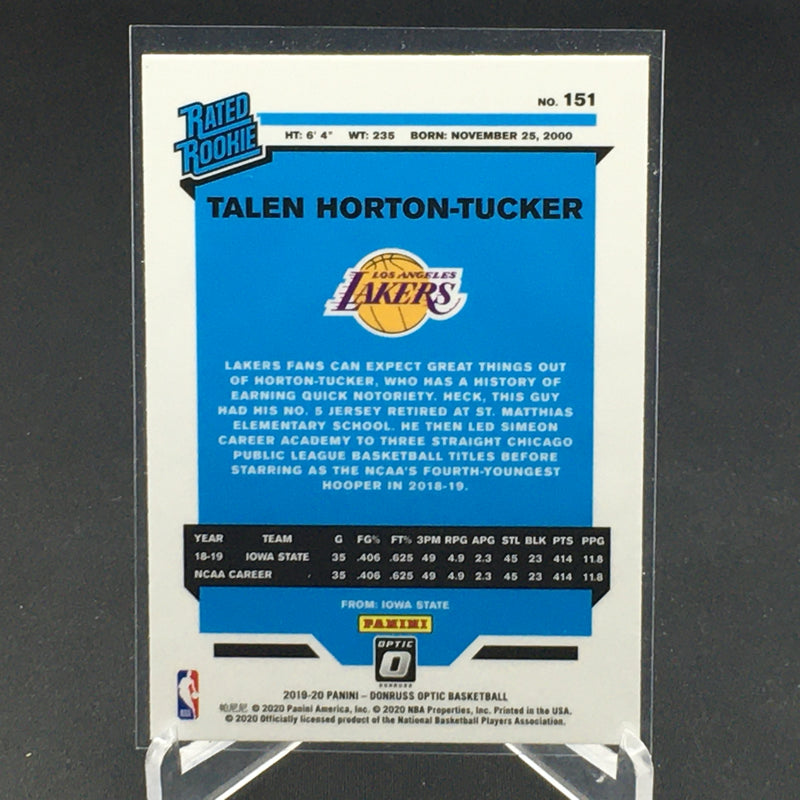 NO. 151
RATED
ROOKIE
HT: 6' 4" WT: 235 BORN: NOVEMBER 25, 2000
TALEN HORTON-TUCKER
LOS ANGELES
LAKERS
LAKERS FANS CAN EXPECT GREAT THINGS OUT
OF HORTON-TUCKER, WHO HAS A HISTORY OF
EARNING QUICK NOTORIETY. HECK, THIS GUY
HAD HIS NO. 5 JERSEY RETIRED AT ST. MATTHIAS
ELEMENTARY SCHOOL. HE THEN LED SIMEON
CAREER ACADEMY TO THREE STRAIGHT CHICAGO
PUBLIC LEAGUE BASKETBALL TITLES BEFORE
STARRING AS THE NCAA'S FOURTH-YOUNGEST
HOOPER IN 2018-19.
YEAR TEAM G FG% FT% 3PM RPG APG STL BLK PTS PPG
18-19 IOWA STATE 35 .406 .625 49 4.9 2.3 45 23 414 11.8
NCAA CAREER 35 .406 .625 49 4.9 2.3 45 23 414 11.8
FROM: IOWA STATE
PANINI
OPTIC
DONRUSS
2019-20 PANINI – DONRUSS OPTIC BASKETBALL
帕尼尼 © 2020 Panini America, Inc. © 2020 NBA Properties, Inc. Printed in the USA.
© 2020 Officially licensed product of the National Basketball Players Association.
NBA